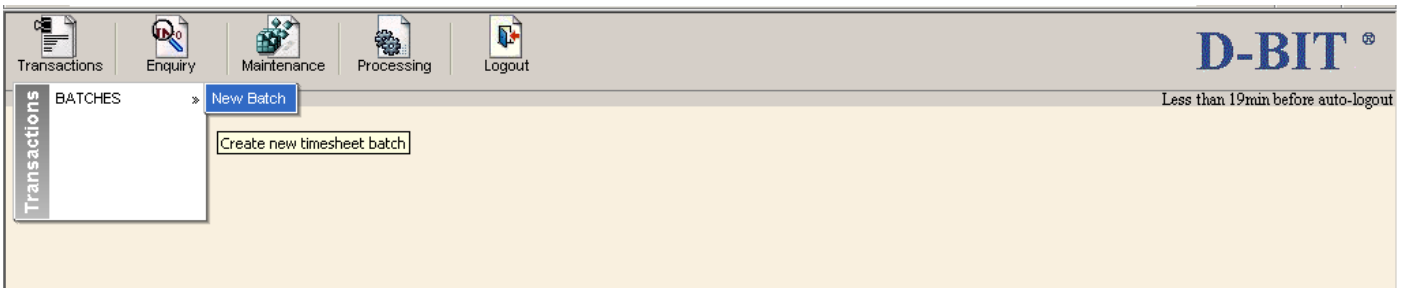 Transactions Enquiry Maintenance Processing Logout
D-BIT ®
Less than 19min before auto-logout
Transactions
BATCHES » New Batch
Create new timesheet batch